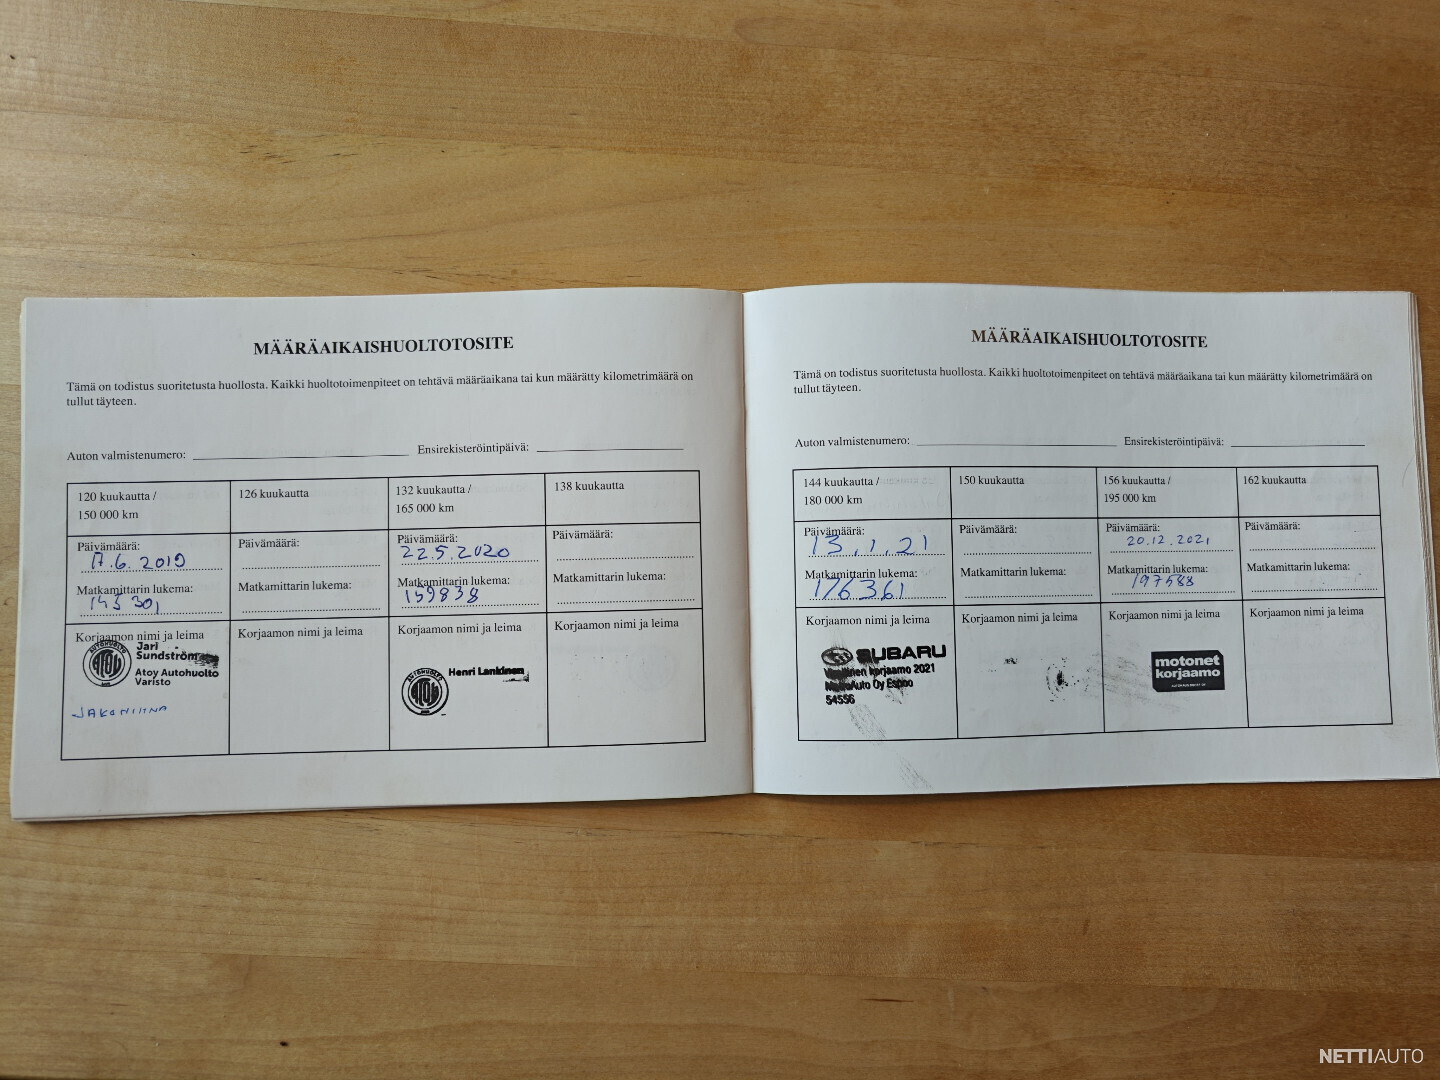 MÄÄRÄAIKAISHUOLTOTOSITE
Tämä on todistus suoritetusta huollosta. Kaikki huoltotoimenpiteet on tehtävä määräaikana tai kun määrätty kilometrimäärä on
tullut täyteen.
Auton valmistenumero: Ensirekisteröintipäivä:
120 kuukautta /
150 000 km
126 kuukautta
132 kuukautta /
165 000 km
138 kuukautta
Päivämäärä:
17.6.2019
Päivämäärä:
Päivämäärä:
22.5.2020
Päivämäärä:
Matkamittarin lukema:
145 301
Matkamittarin lukema:
Matkamittarin lukema:
159838
Matkamittarin lukema:
Korjaamon nimi ja leima
AUTOHUOLTO
ATOY
Jarl
Sundström
Atoy Autohuolto
Varisto
JAKOHIHNA
Korjaamon nimi ja leima
Korjaamon nimi ja leima
AUTOHUOLTO
ATOY
Henri Lankinen
Korjaamon nimi ja leima
MÄÄRÄAIKAISHUOLTOTOSITE
Tämä on todistus suoritetusta huollosta. Kaikki huoltotoimenpiteet on tehtävä määräaikana tai kun määrätty kilometrimäärä on
tullut täyteen.
Auton valmistenumero: Ensirekisteröintipäivä:
144 kuukautta /
180 000 km
150 kuukautta
156 kuukautta /
195 000 km
162 kuukautta
Päivämäärä:
13.1.21
Päivämäärä:
Päivämäärä:
20.12.2021
Päivämäärä:
Matkamittarin lukema:
176361
Matkamittarin lukema:
Matkamittarin lukema:
197588
Matkamittarin lukema:
Korjaamon nimi ja leima
SUBARU
korjaamo 2021
MetroAuto Oy Espoo
54556
Korjaamon nimi ja leima
Korjaamon nimi ja leima
motonet
korjaamo
Korjaamon nimi ja leima
NETTIAUTO